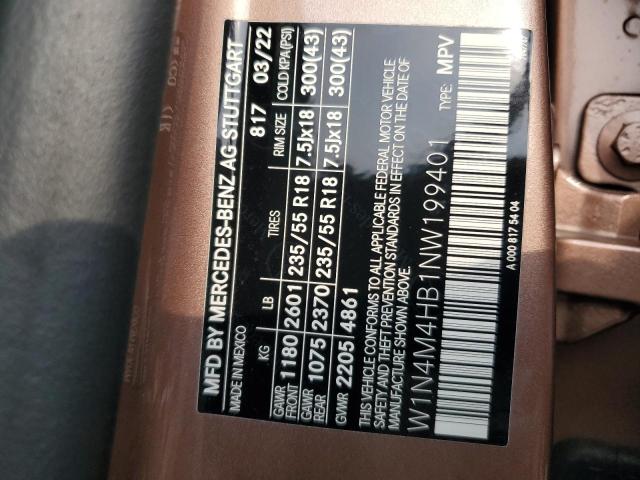 MFD BY MERCEDES-BENZ AG STUTTGART
MADE IN MEXICO 817 03/22
KG LB TIRES RIM SIZE COLD KPA(PSI)
GAWR FRONT 1180 2601 235/55 R18 7.5Jx18 300(43)
GAWR REAR 1075 2370 235/55 R18 7.5Jx18 300(43)
GVWR 2205 4861
THIS VEHICLE CONFORMS TO ALL APPLICABLE FEDERAL MOTOR VEHICLE
SAFETY AND THEFT PREVENTION STANDARDS IN EFFECT ON THE DATE OF
MANUFACTURE SHOWN ABOVE.
W1N4M4HB1NW199401 TYPE: MPV
A 000 817 54 04